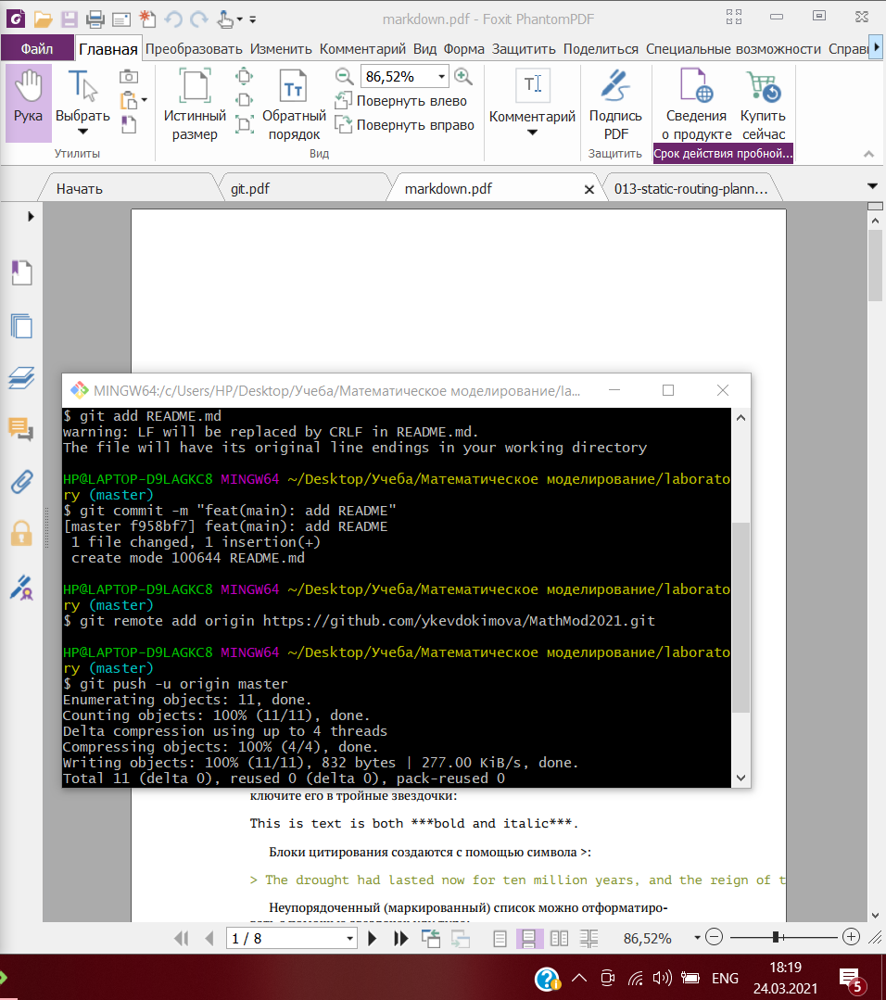 markdown.pdf - Foxit PhantomPDF
Файл Главная Преобразовать Изменить Комментарий Вид Форма Защитить Поделиться Специальные возможности Справ
86,52%
Рука Выбрать Истинный размер Обратный порядок Повернуть влево Комментарий Подпись PDF Сведения о продукте Купить сейчас
Повернуть вправо
Утилиты Вид Защитить Срок действия пробной...
Начать git.pdf markdown.pdf 013-static-routing-plann...
MINGW64:/c/Users/HP/Desktop/Учеба/Математическое моделирование/la...
$ git add README.md
warning: LF will be replaced by CRLF in README.md.
The file will have its original line endings in your working directory
HP@LAPTOP-D9LAGKC8 MINGW64 ~/Desktop/Учеба/Математическое моделирование/laborato
ry (master)
$ git commit -m "feat(main): add README"
[master f958bf7] feat(main): add README
1 file changed, 1 insertion(+)
create mode 100644 README.md
HP@LAPTOP-D9LAGKC8 MINGW64 ~/Desktop/Учеба/Математическое моделирование/laborato
ry (master)
$ git remote add origin https://github.com/ykevdokimova/MathMod2021.git
HP@LAPTOP-D9LAGKC8 MINGW64 ~/Desktop/Учеба/Математическое моделирование/laborato
ry (master)
$ git push -u origin master
Enumerating objects: 11, done.
Counting objects: 100% (11/11), done.
Delta compression using up to 4 threads
Compressing objects: 100% (4/4), done.
Writing objects: 100% (11/11), 832 bytes | 277.00 KiB/s, done.
Total 11 (delta 0), reused 0 (delta 0), pack-reused 0
ключите его в тройные звездочки:
This is text is both ***bold and italic***.
Блоки цитирования создаются с помощью символа >:
> The drought had lasted now for ten million years, and the reign of t
Неупорядоченный (маркированный) список можно отформатиро-
1 / 8 86,52%
ENG 18:19
24.03.2021 5